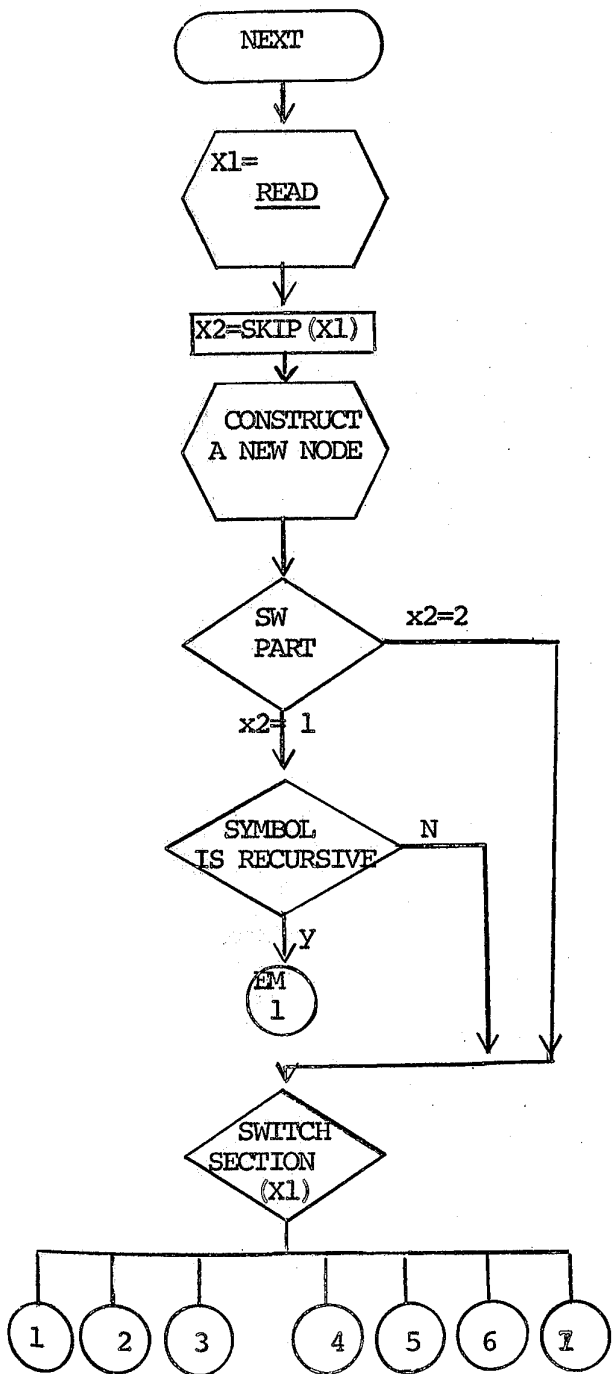 NEXT
X1=
READ
X2=SKIP(X1)
CONSTRUCT
A NEW NODE
SW
PART
x2=2
x2= 1
SYMBOL
IS RECURSIVE
N
y
EM
1
SWITCH
SECTION
(X1)
1 2 3 4 5 6